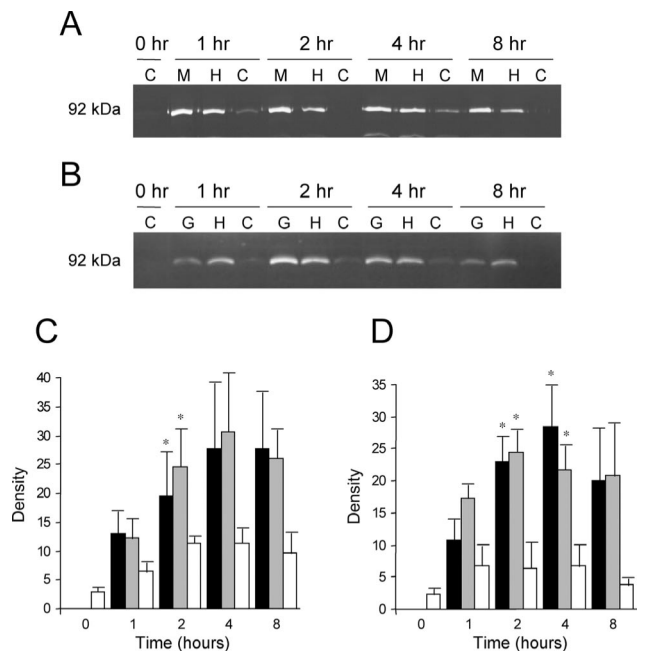 A
0 hr 1 hr 2 hr 4 hr 8 hr
C M H C M H C M H C M H C
92 kDa
B
0 hr 1 hr 2 hr 4 hr 8 hr
C G H C G H C G H C G H C
92 kDa
C
40
35
30
25
20
15
10
5
0
Density
* *
0 1 2 4 8
Time (hours)
D
35
30
25
20
15
10
5
0
Density
* * * *
0 1 2 4 8
Time (hours)